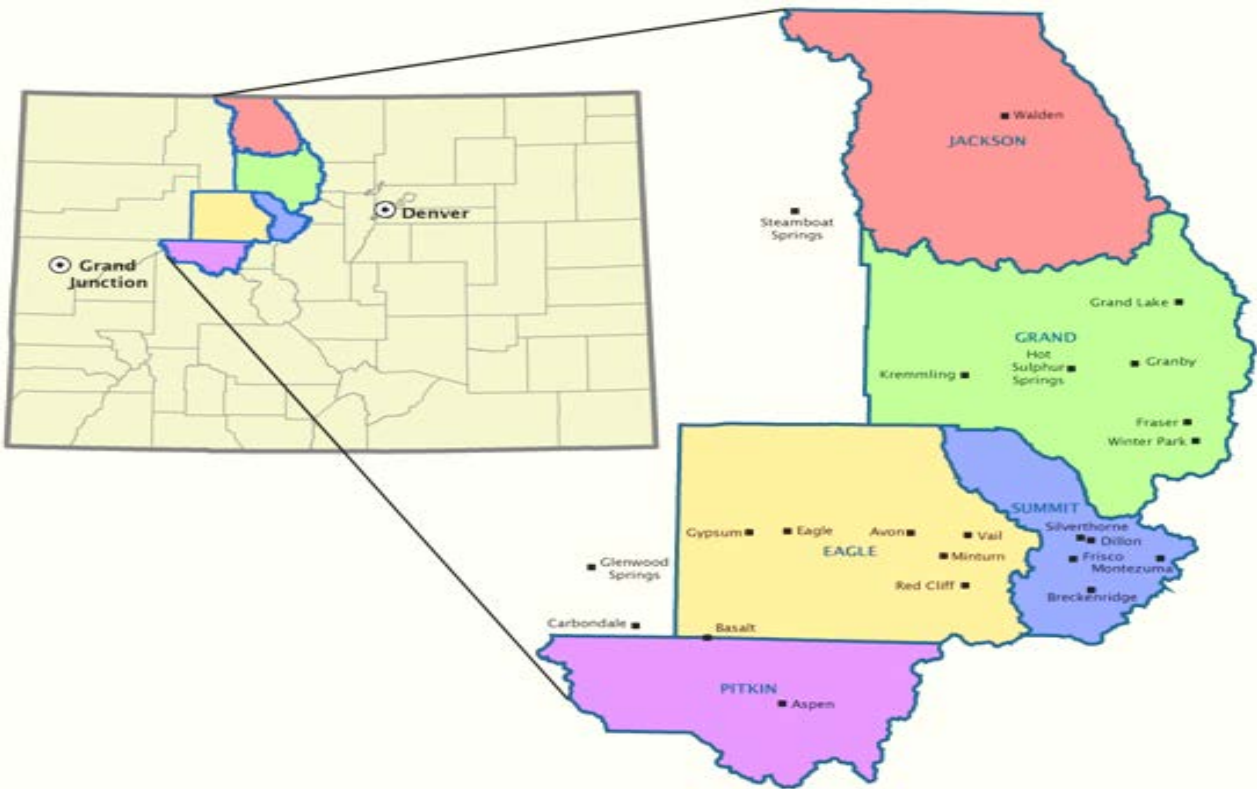 Denver
Grand
Junction
Walden
JACKSON
Steamboat
Springs
Grand Lake
GRAND
Hot
Sulphur
Springs
Granby
Kremmling
Fraser
Winter Park
SUMMIT
Silverthorne
Dillon
Frisco
Montezuma
Breckenridge
Gypsum
Eagle
Avon
Vail
EAGLE
Minturn
Red Cliff
Glenwood
Springs
Carbondale
Basalt
PITKIN
Aspen